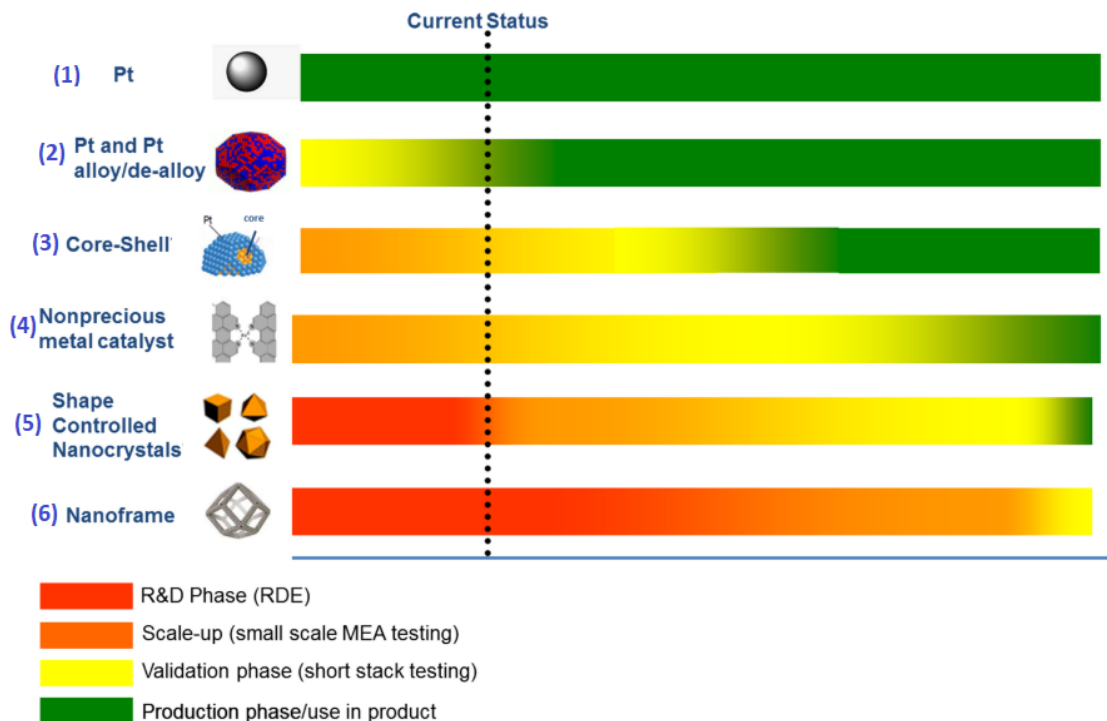 Current Status
(1) Pt
(2) Pt and Pt
alloy/de-alloy
Pt core
(3) Core-Shell
(4) Nonprecious
metal catalyst
(5) Shape
Controlled
Nanocrystals
(6) Nanoframe
R&D Phase (RDE)
Scale-up (small scale MEA testing)
Validation phase (short stack testing)
Production phase/use in product